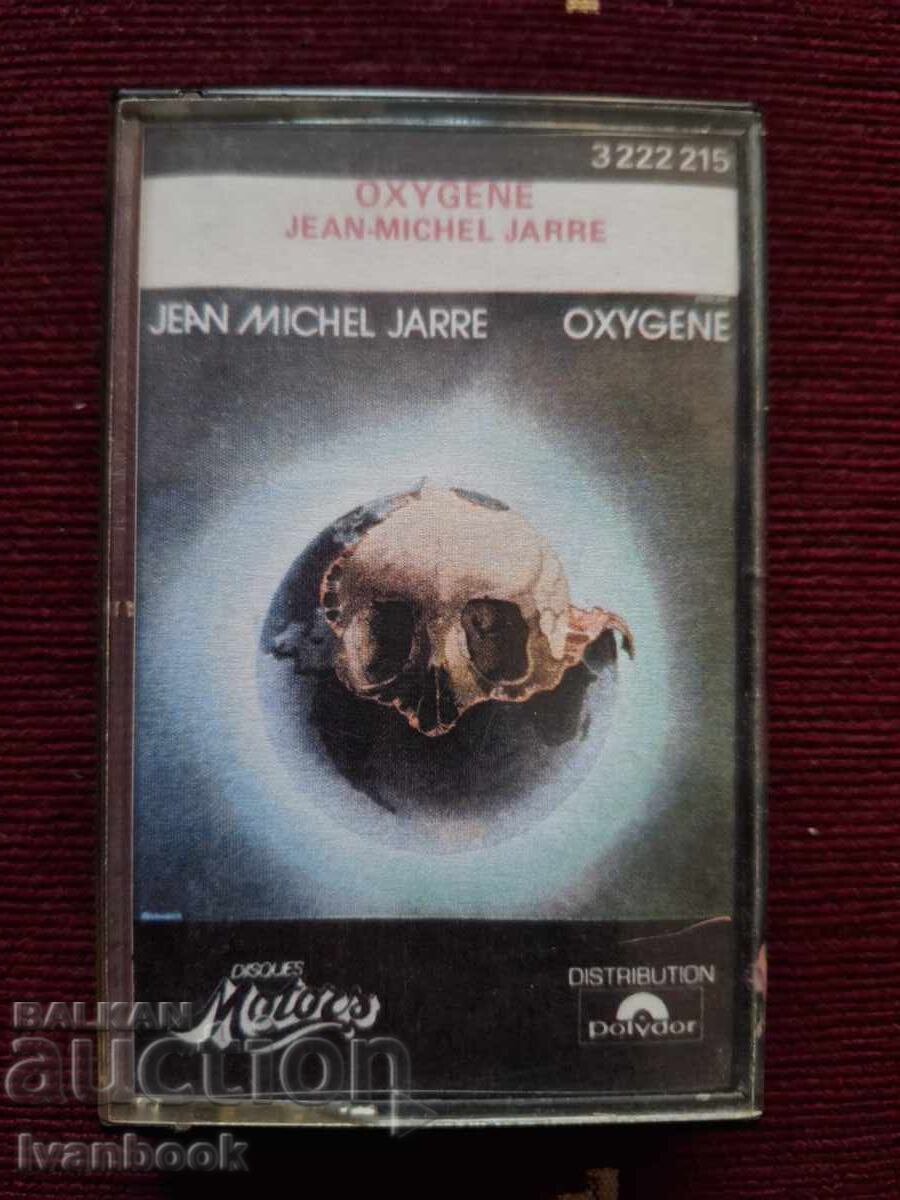 3 222 215
OXYGENE
JEAN-MICHEL JARRE
JEAN MICHEL JARRE OXYGENE
DISQUES
Motors
DISTRIBUTION
polydor
BALKAN
auction
Ivanbook